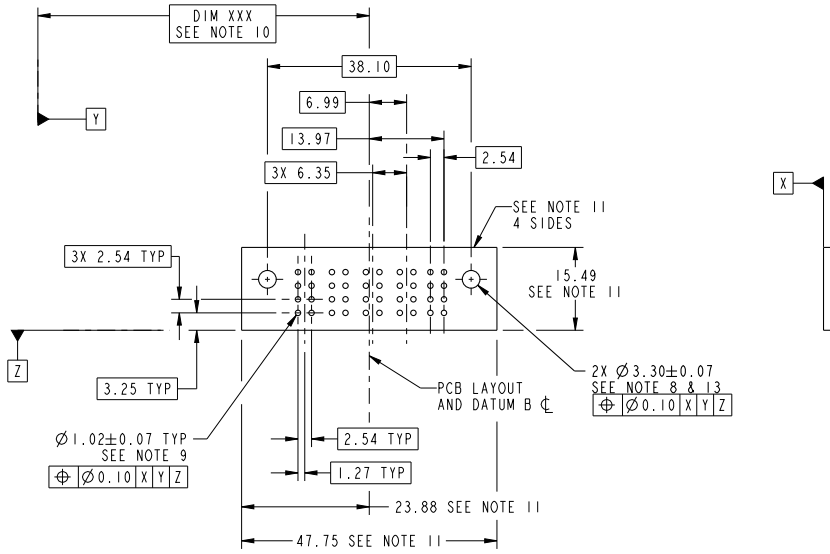 DIM XXX
SEE NOTE 10
38.10
Y
6.99
13.97
2.54
3X 6.35
X
SEE NOTE 11
4 SIDES
3X 2.54 TYP
15.49
SEE NOTE 11
Z
3.25 TYP
2X Ø3.30±0.07
SEE NOTE 8 & 13
⌖ Ø0.10 X Y Z
PCB LAYOUT
AND DATUM B ℄
Ø1.02±0.07 TYP
SEE NOTE 9
⌖ Ø0.10 X Y Z
2.54 TYP
1.27 TYP
23.88 SEE NOTE 11
47.75 SEE NOTE 11